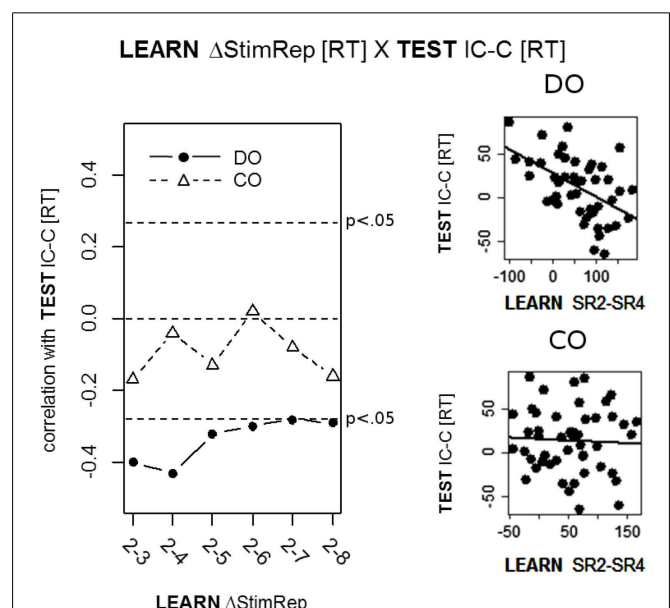 LEARN ΔStimRep [RT] X TEST IC-C [RT]
DO
CO
p<.05
p<.05
correlation with TEST IC-C [RT]
0.4
0.2
0.0
-0.2
-0.4
2-3
2-4
2-5
2-6
2-7
2-8
LEARN ΔStimRep
DO
TEST IC-C [RT]
50
0
-50
-100
0
100
LEARN SR2-SR4
CO
TEST IC-C [RT]
50
0
-50
-50
50
150
LEARN SR2-SR4